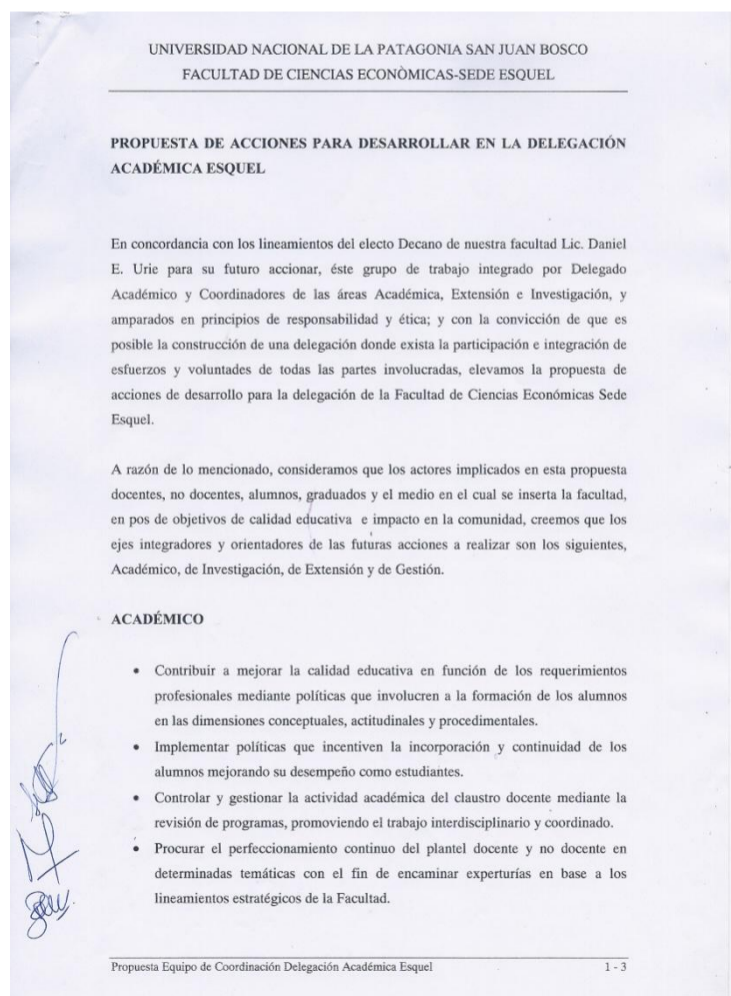 UNIVERSIDAD NACIONAL DE LA PATAGONIA SAN JUAN BOSCO
FACULTAD DE CIENCIAS ECONÒMICAS-SEDE ESQUEL
PROPUESTA DE ACCIONES PARA DESARROLLAR EN LA DELEGACIÓN
ACADÉMICA ESQUEL
En concordancia con los lineamientos del electo Decano de nuestra facultad Lic. Daniel
E. Urie para su futuro accionar, éste grupo de trabajo integrado por Delegado
Académico y Coordinadores de las áreas Académica, Extensión e Investigación, y
amparados en principios de responsabilidad y ética; y con la convicción de que es
posible la construcción de una delegación donde exista la participación e integración de
esfuerzos y voluntades de todas las partes involucradas, elevamos la propuesta de
acciones de desarrollo para la delegación de la Facultad de Ciencias Económicas Sede
Esquel.
A razón de lo mencionado, consideramos que los actores implicados en esta propuesta
docentes, no docentes, alumnos, graduados y el medio en el cual se inserta la facultad,
en pos de objetivos de calidad educativa e impacto en la comunidad, creemos que los
ejes integradores y orientadores de las futuras acciones a realizar son los siguientes,
Académico, de Investigación, de Extensión y de Gestión.
ACADÉMICO
• Contribuir a mejorar la calidad educativa en función de los requerimientos
profesionales mediante políticas que involucren a la formación de los alumnos
en las dimensiones conceptuales, actitudinales y procedimentales.
• Implementar políticas que incentiven la incorporación y continuidad de los
alumnos mejorando su desempeño como estudiantes.
• Controlar y gestionar la actividad académica del claustro docente mediante la
revisión de programas, promoviendo el trabajo interdisciplinario y coordinado.
• Procurar el perfeccionamiento continuo del plantel docente y no docente en
determinadas temáticas con el fin de encaminar experturías en base a los
lineamientos estratégicos de la Facultad.
Propuesta Equipo de Coordinación Delegación Académica Esquel 1 - 3